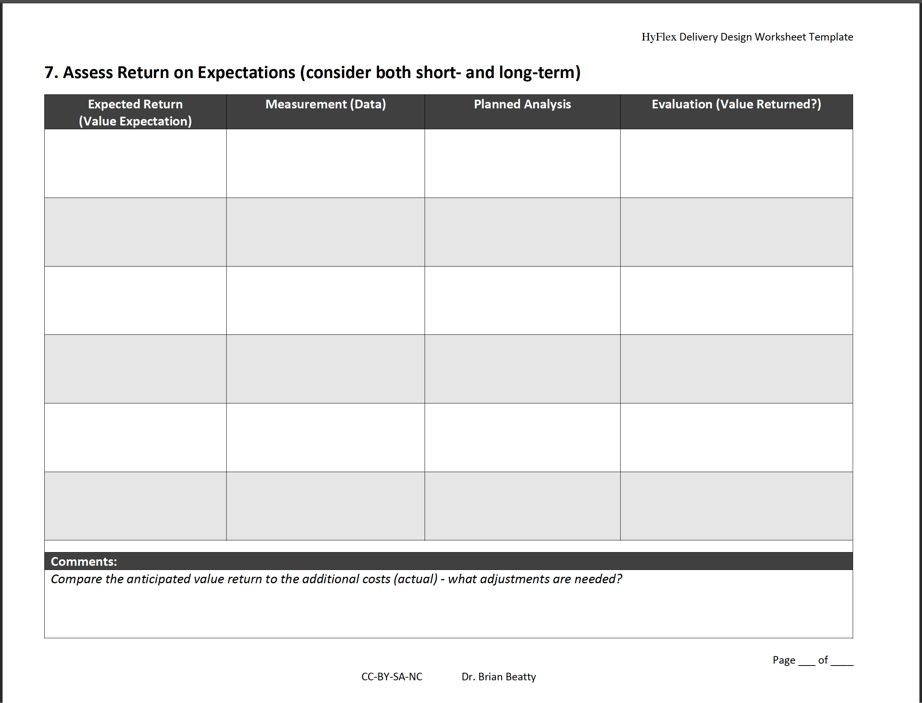 HyFlex Delivery Design Worksheet Template
7. Assess Return on Expectations (consider both short- and long-term)
Expected Return
(Value Expectation)
Measurement (Data)
Planned Analysis
Evaluation (Value Returned?)
Comments:
Compare the anticipated value return to the additional costs (actual) - what adjustments are needed?
Page ___ of ____
CC-BY-SA-NC Dr. Brian Beatty